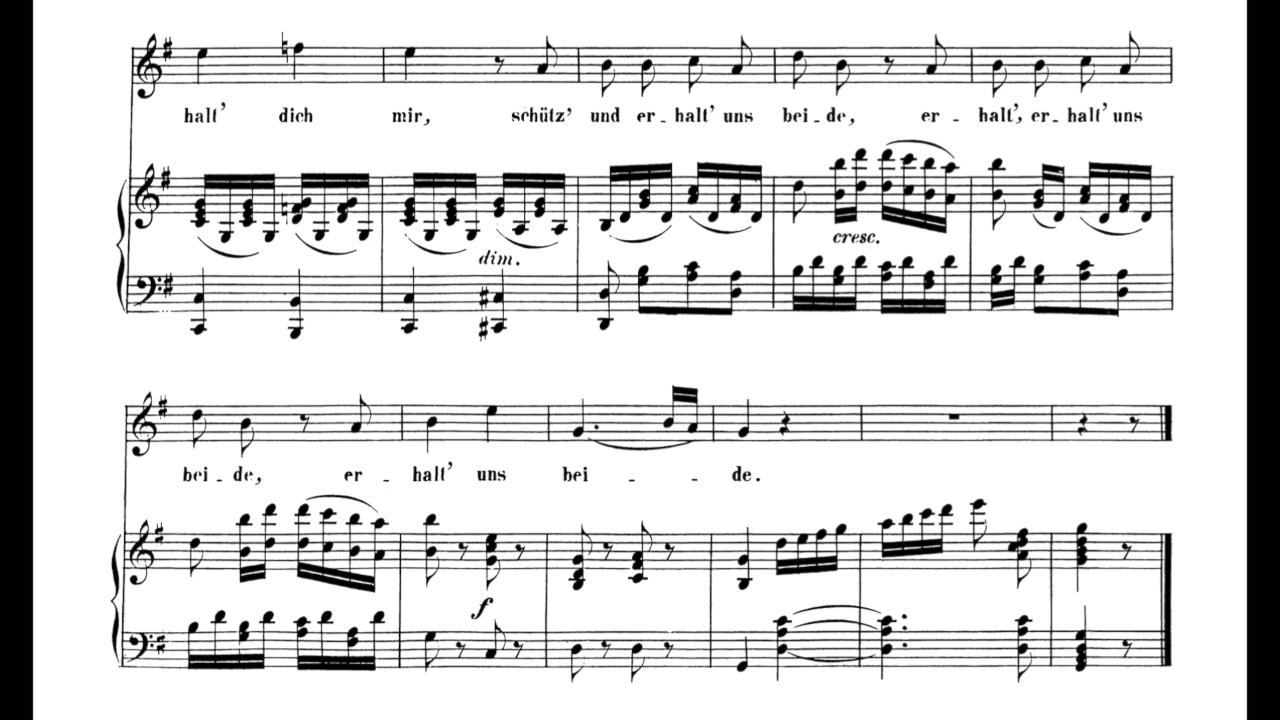 halt' dich mir, schütz' und er - halt' uns bei - de, er - halt', er - halt' uns
dim.
cresc.
bei - de, er - halt' uns bei - - de.
f